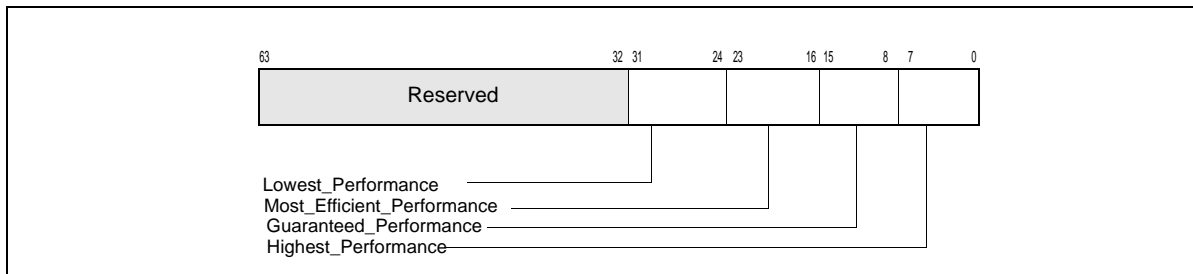 63 32 31 24 23 16 15 8 7 0
Reserved
Lowest_Performance
Most_Efficient_Performance
Guaranteed_Performance
Highest_Performance